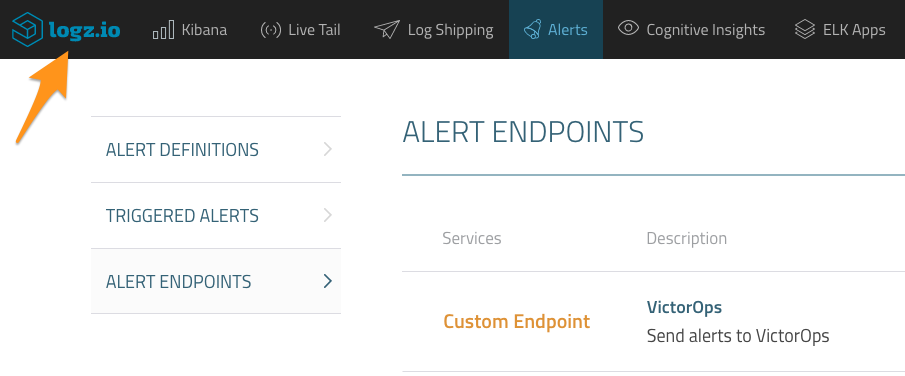 logz.io Kibana Live Tail Log Shipping Alerts Cognitive Insights ELK Apps
ALERT DEFINITIONS
TRIGGERED ALERTS
ALERT ENDPOINTS
ALERT ENDPOINTS
Services Description
Custom Endpoint
VictorOps
Send alerts to VictorOps